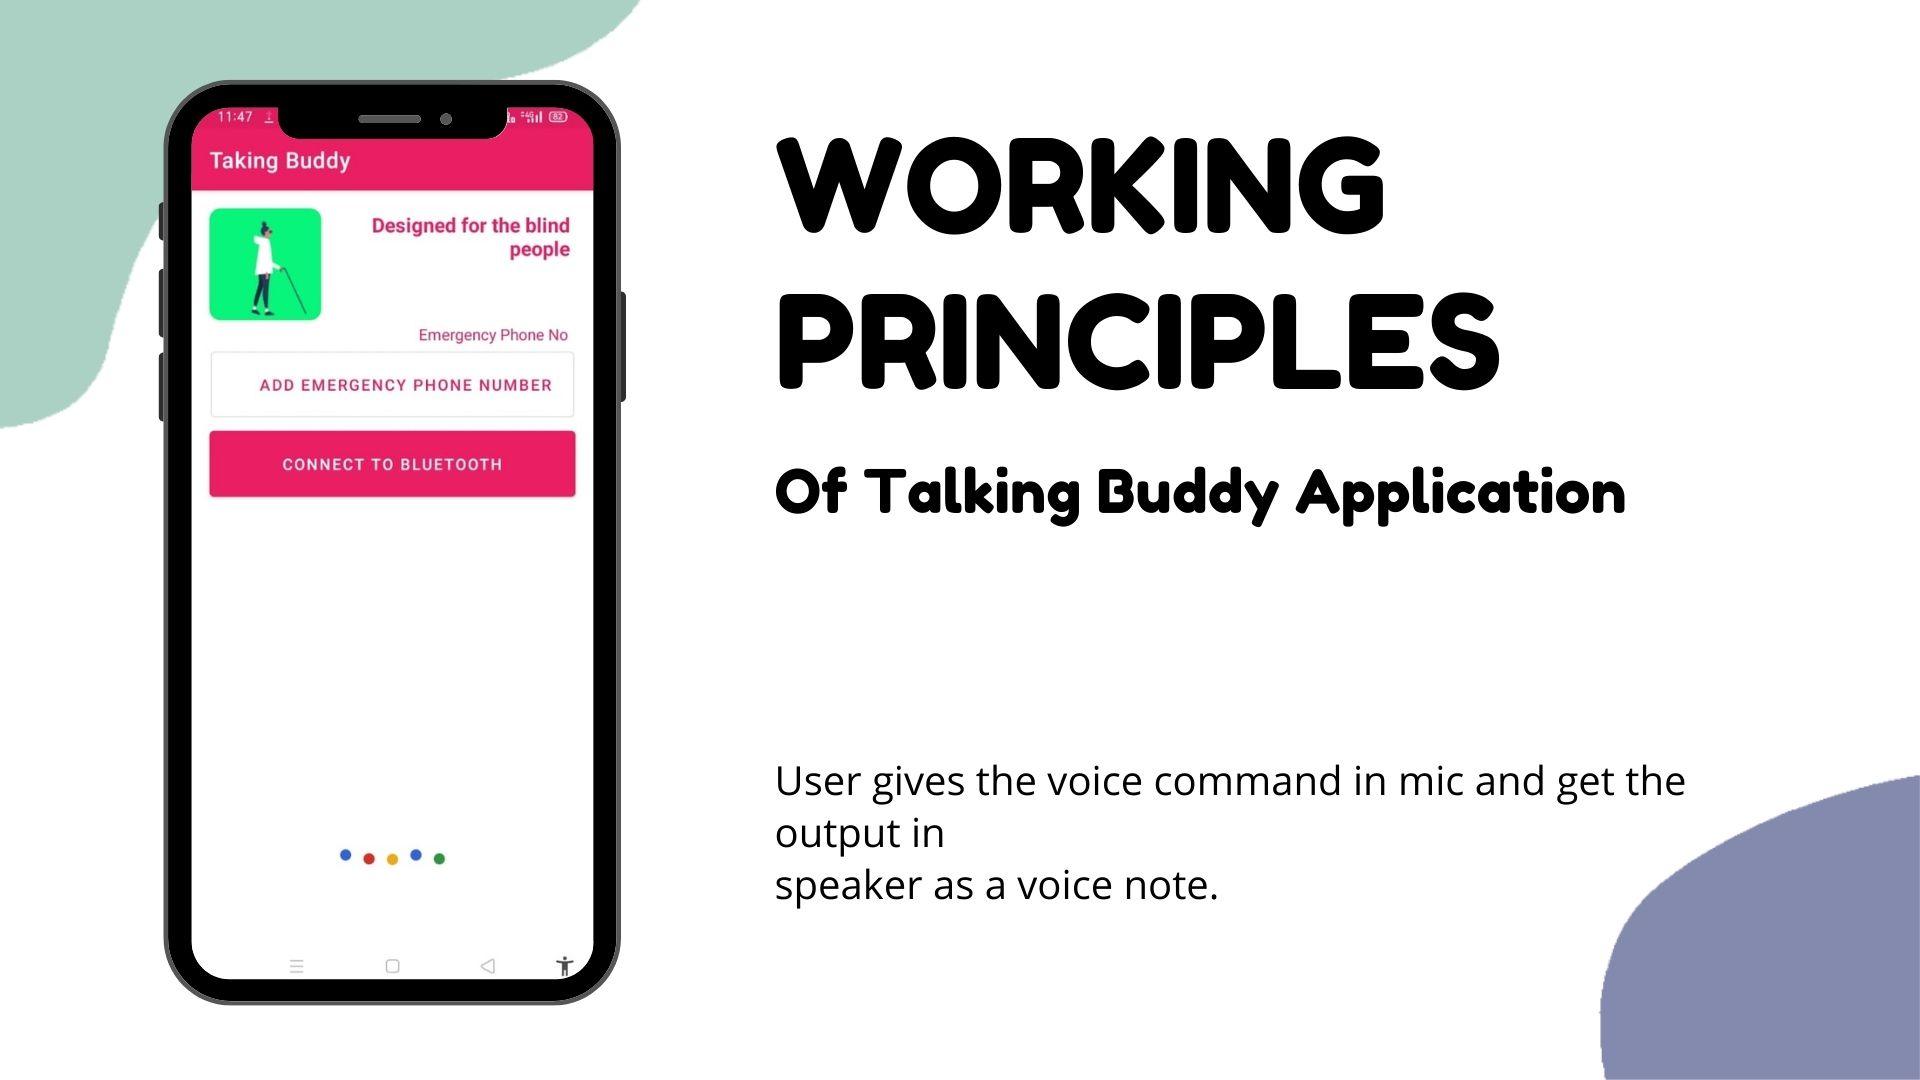 11:47
82
Taking Buddy
Designed for the blind
people
Emergency Phone No
ADD EMERGENCY PHONE NUMBER
CONNECT TO BLUETOOTH
WORKING
PRINCIPLES
Of Talking Buddy Application
User gives the voice command in mic and get the
output in
speaker as a voice note.